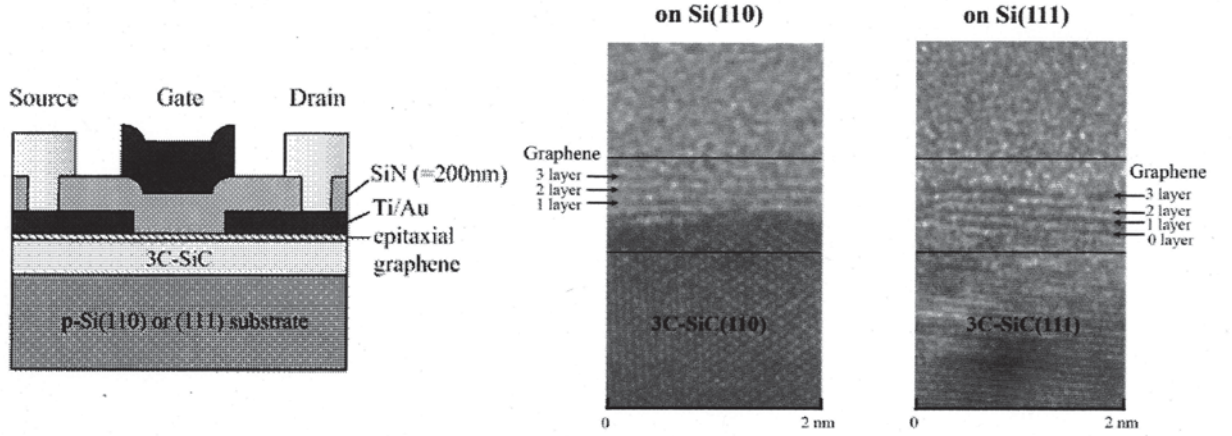 Source Gate Drain
SiN (=200nm)
Ti/Au
epitaxial
graphene
3C-SiC
p-Si(110) or (111) substrate
on Si(110)
Graphene
3 layer
2 layer
1 layer
3C-SiC(110)
0 2 nm
on Si(111)
Graphene
3 layer
2 layer
1 layer
0 layer
3C-SiC(111)
0 2 nm